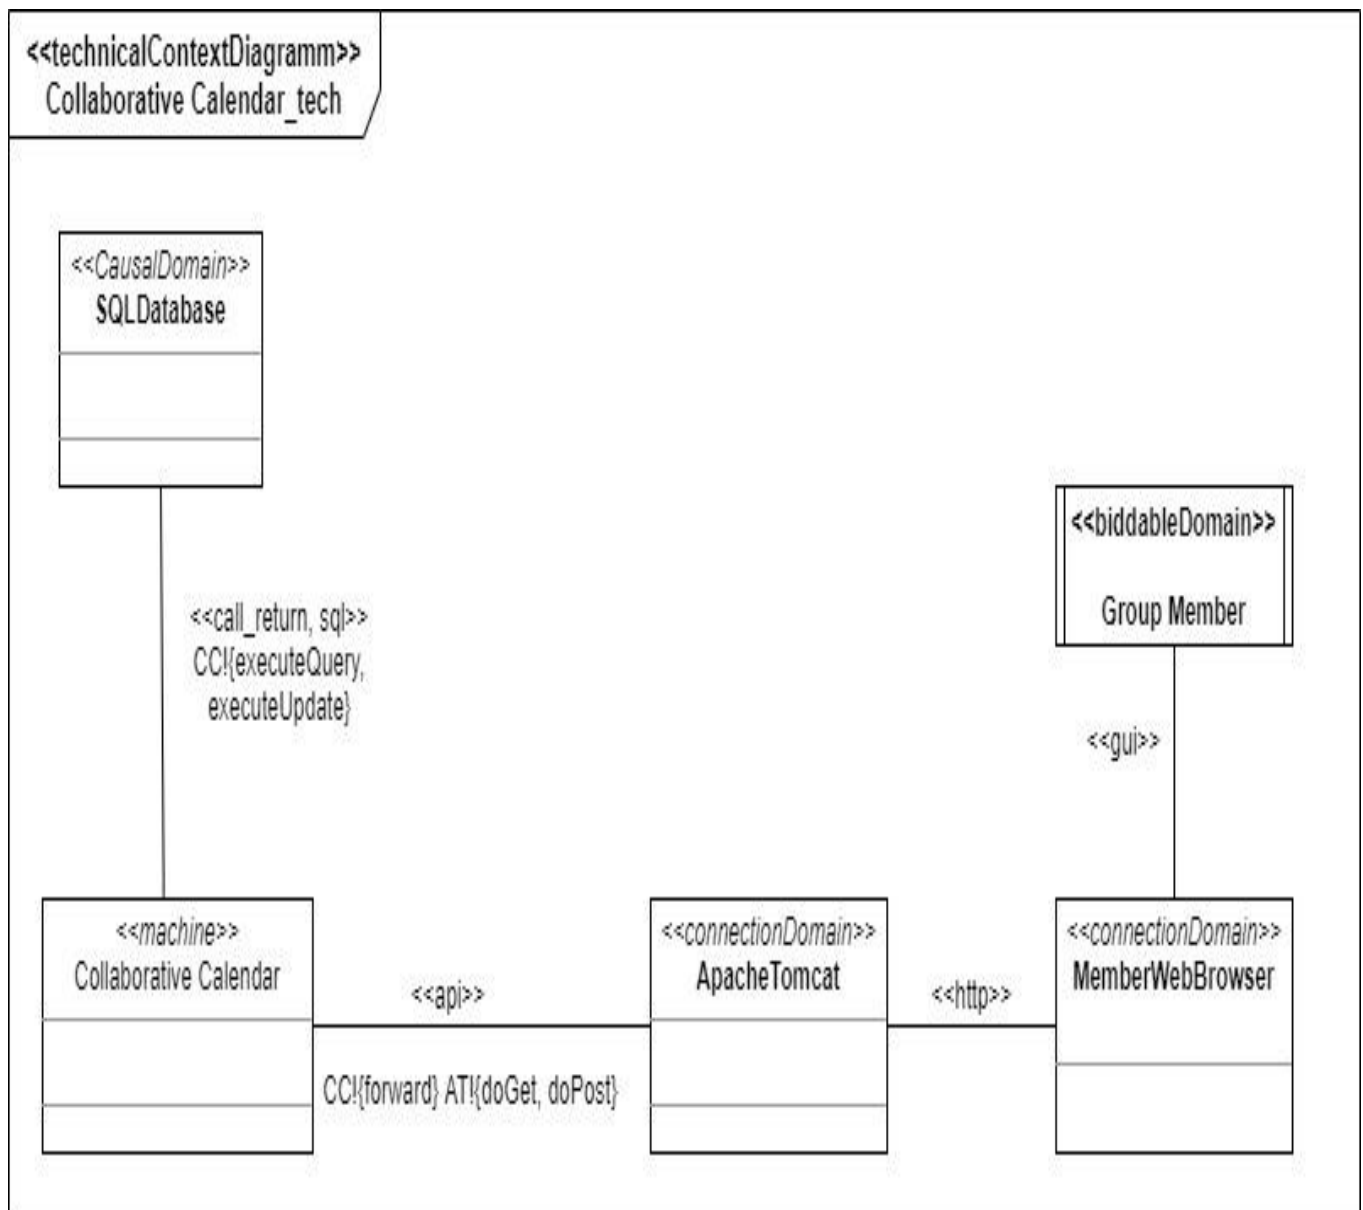 <<technicalContextDiagramm>>
Collaborative Calendar_tech
<<CausalDomain>>
SQLDatabase
<<call_return, sql>>
CC!{executeQuery,
executeUpdate}
<<biddableDomain>>
Group Member
<<gui>>
<<machine>>
Collaborative Calendar
<<api>>
CC!{forward} AT!{doGet, doPost}
<<connectionDomain>>
ApacheTomcat
<<http>>
<<connectionDomain>>
MemberWebBrowser